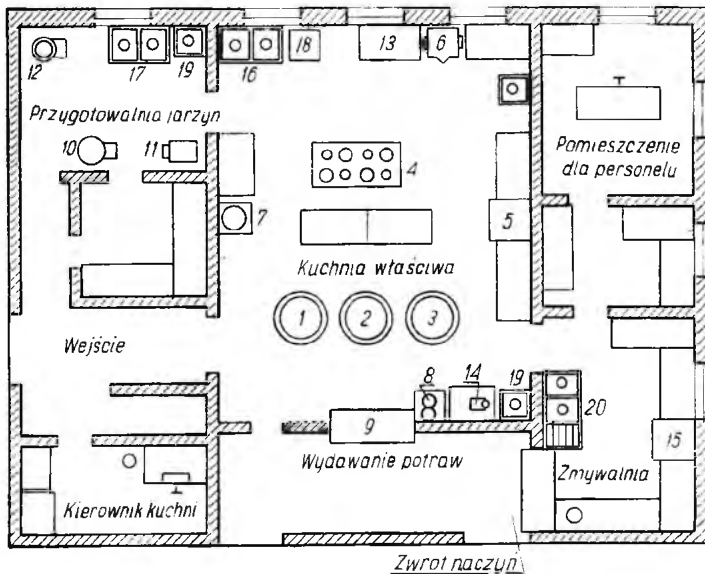 12
17
19
16
18
13
6
Przygotowalnia jarzyn
10
11
4
Pomieszczenie
dla personelu
7
5
Kuchnia właściwa
1
2
3
Wejście
8
14
19
20
9
15
Wydawanie potraw
Zmywalnia
Kierownik kuchni
Zwrot naczyn